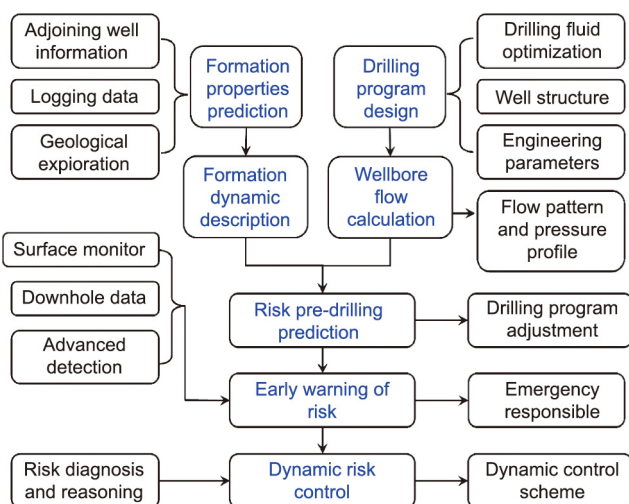 Adjoining well
information
Logging data
Geological
exploration
Formation
properties
prediction
Drilling
program
design
Drilling fluid
optimization
Well structure
Engineering
parameters
Formation
dynamic
description
Wellbore
flow
calculation
Flow pattern
and pressure
profile
Surface monitor
Downhole data
Advanced
detection
Risk pre-drilling
prediction
Drilling program
adjustment
Early warning of
risk
Emergency
responsible
Risk diagnosis
and reasoning
Dynamic risk
control
Dynamic control
scheme